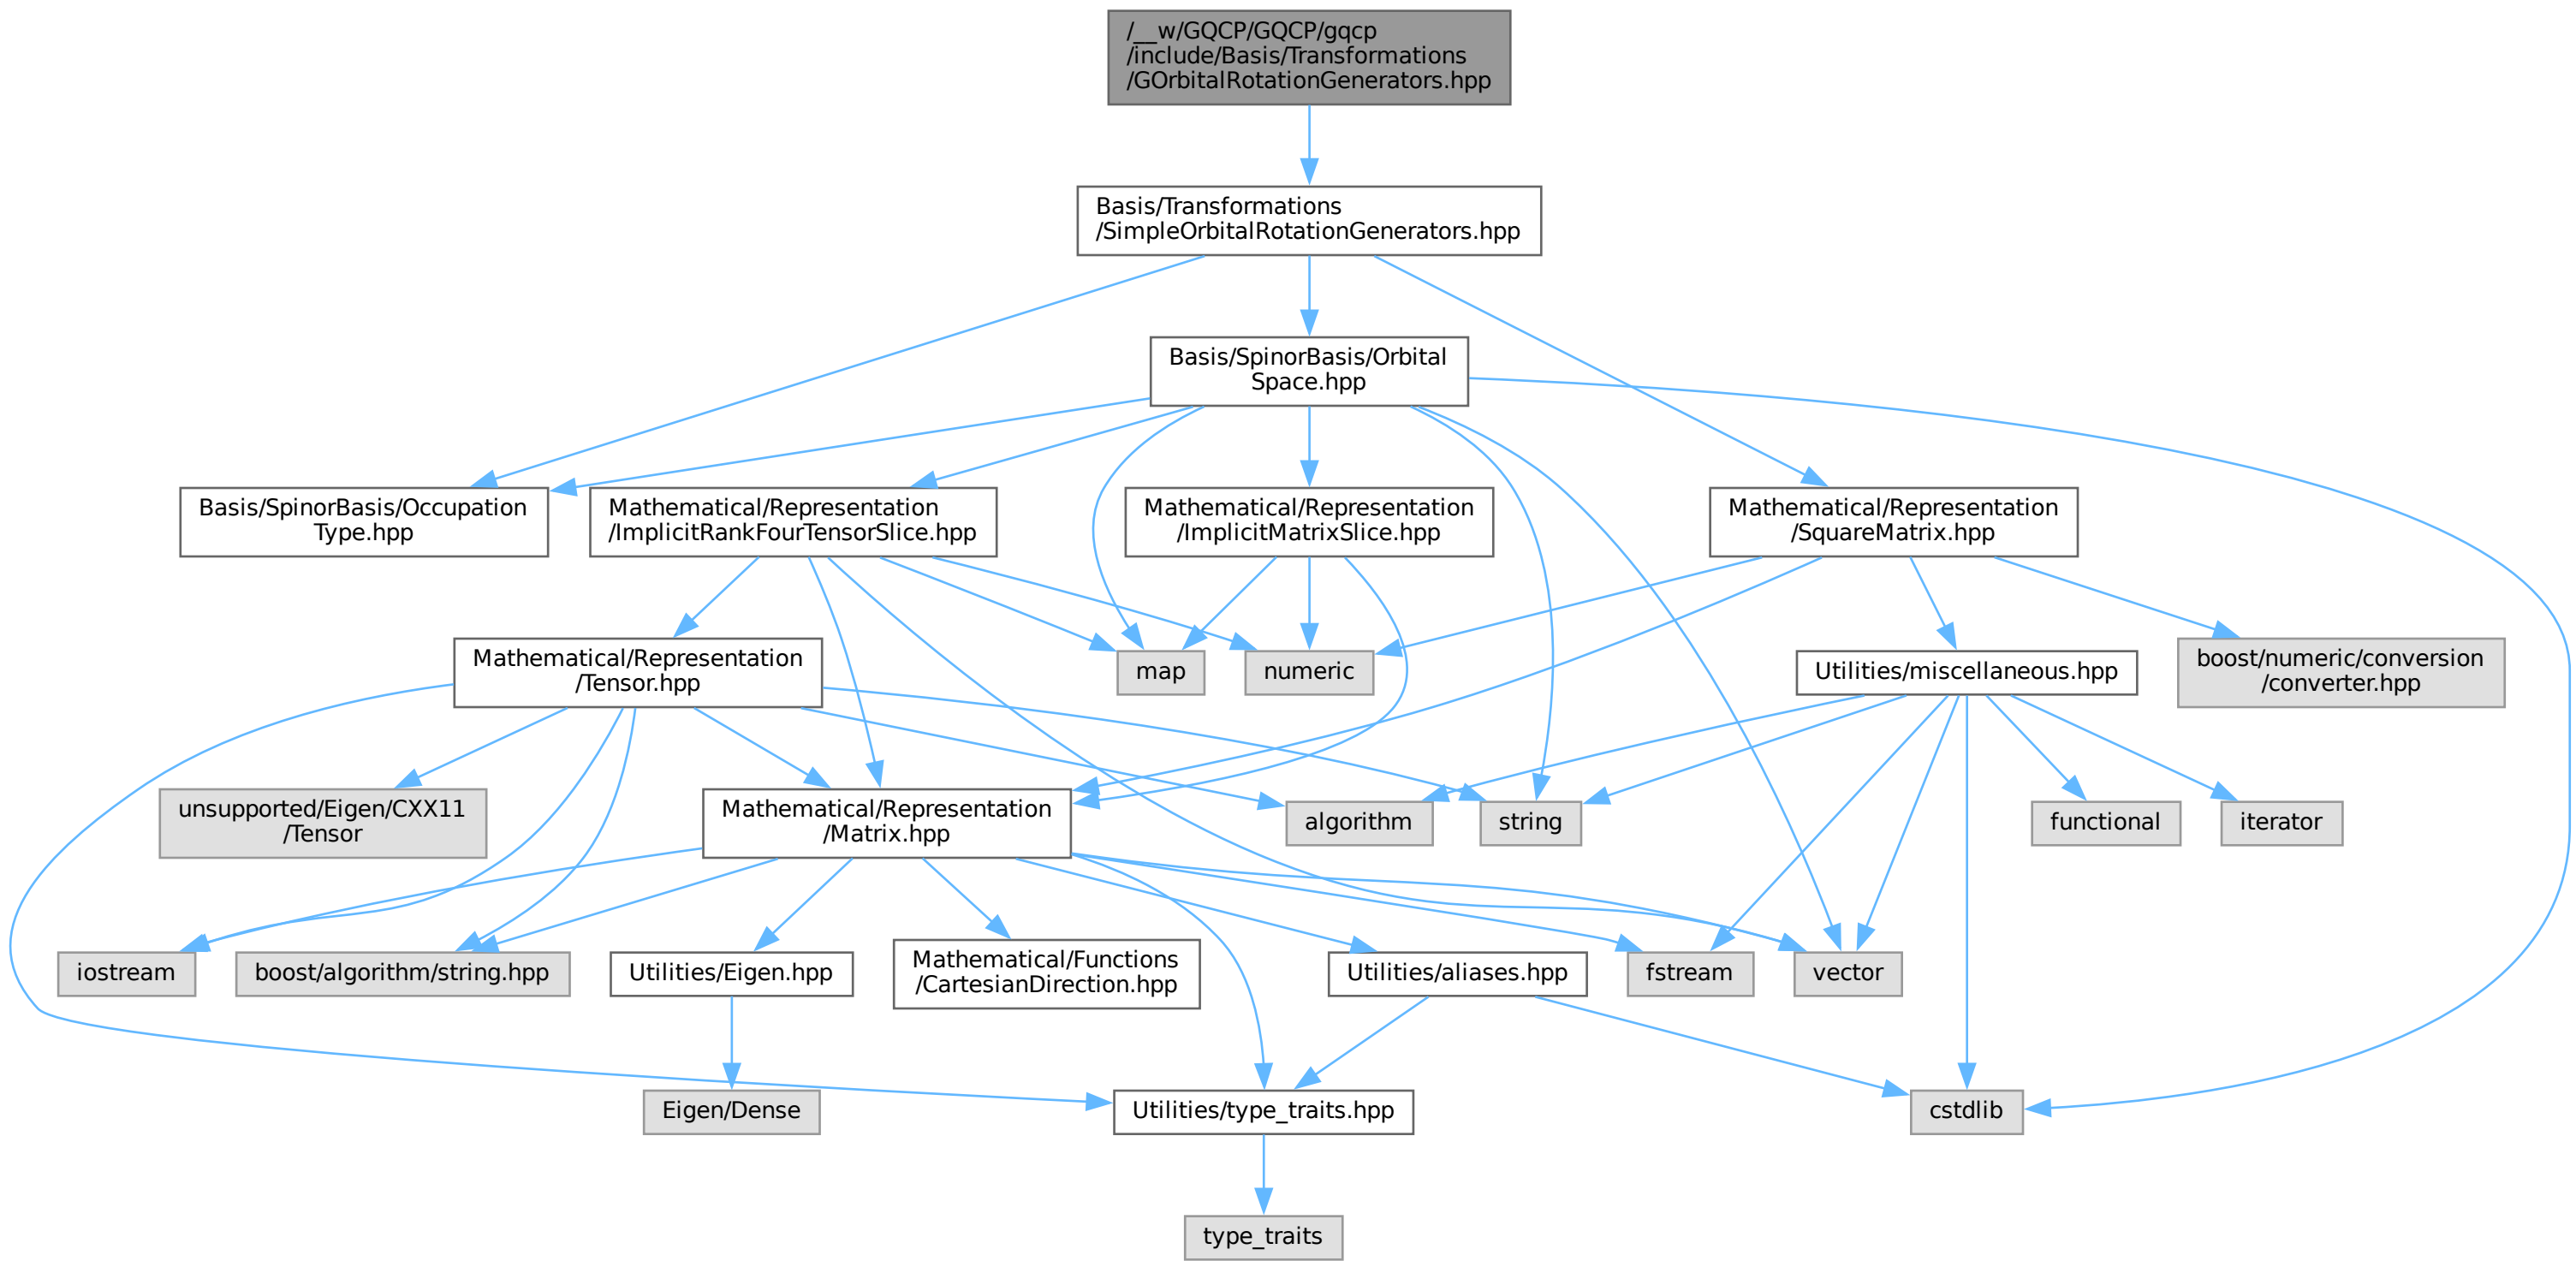 /__w/GQCP/GQCP/gqcp
/include/Basis/Transformations
/GOrbitalRotationGenerators.hpp
Basis/Transformations
/SimpleOrbitalRotationGenerators.hpp
Basis/SpinorBasis/Orbital
Space.hpp
Basis/SpinorBasis/Occupation
Type.hpp
Mathematical/Representation
/ImplicitRankFourTensorSlice.hpp
Mathematical/Representation
/ImplicitMatrixSlice.hpp
Mathematical/Representation
/SquareMatrix.hpp
Mathematical/Representation
/Tensor.hpp
map
numeric
Utilities/miscellaneous.hpp
boost/numeric/conversion
/converter.hpp
unsupported/Eigen/CXX11
/Tensor
Mathematical/Representation
/Matrix.hpp
algorithm
string
functional
iterator
iostream
boost/algorithm/string.hpp
Utilities/Eigen.hpp
Mathematical/Functions
/CartesianDirection.hpp
Utilities/aliases.hpp
fstream
vector
Eigen/Dense
Utilities/type_traits.hpp
cstdlib
type_traits